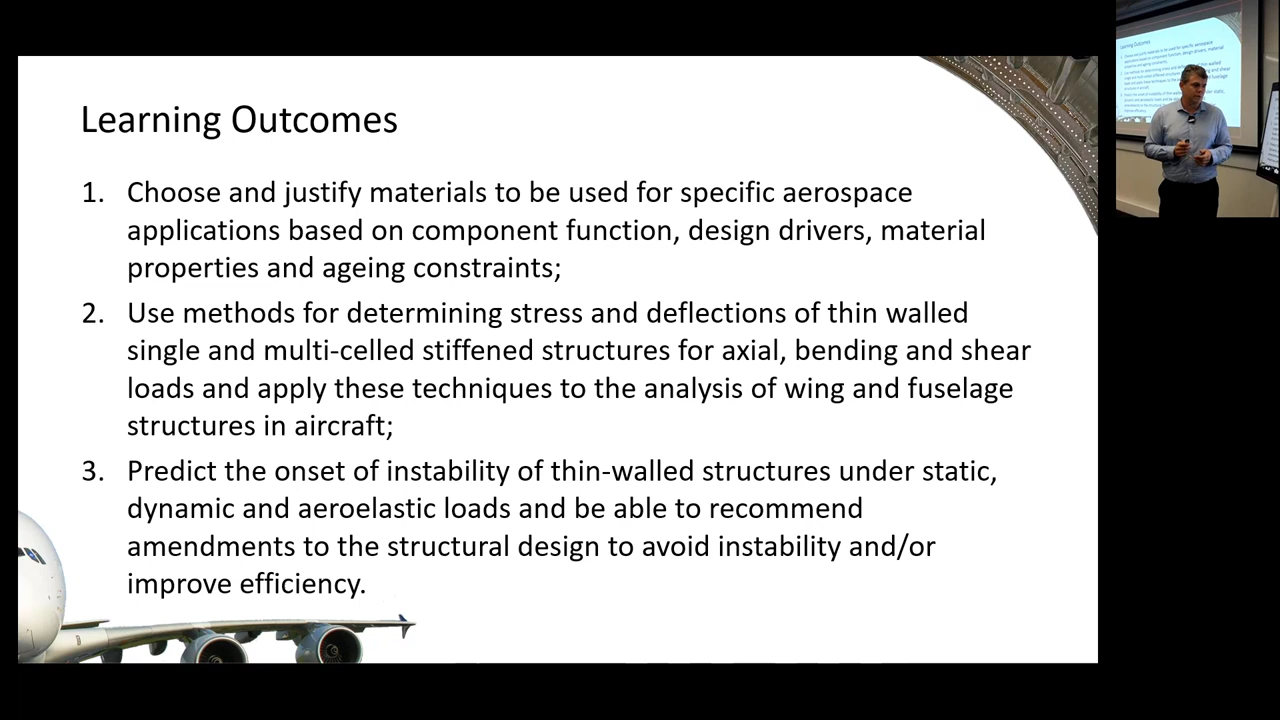 Learning Outcomes
1. Choose and justify materials to be used for specific aerospace
applications based on component function, design drivers, material
properties and ageing constraints;
2. Use methods for determining stress and deflections of thin walled
single and multi-celled stiffened structures for axial, bending and shear
loads and apply these techniques to the analysis of wing and fuselage
structures in aircraft;
3. Predict the onset of instability of thin-walled structures under static,
dynamic and aeroelastic loads and be able to recommend
amendments to the structural design to avoid instability and/or
improve efficiency.
Learning Outcomes